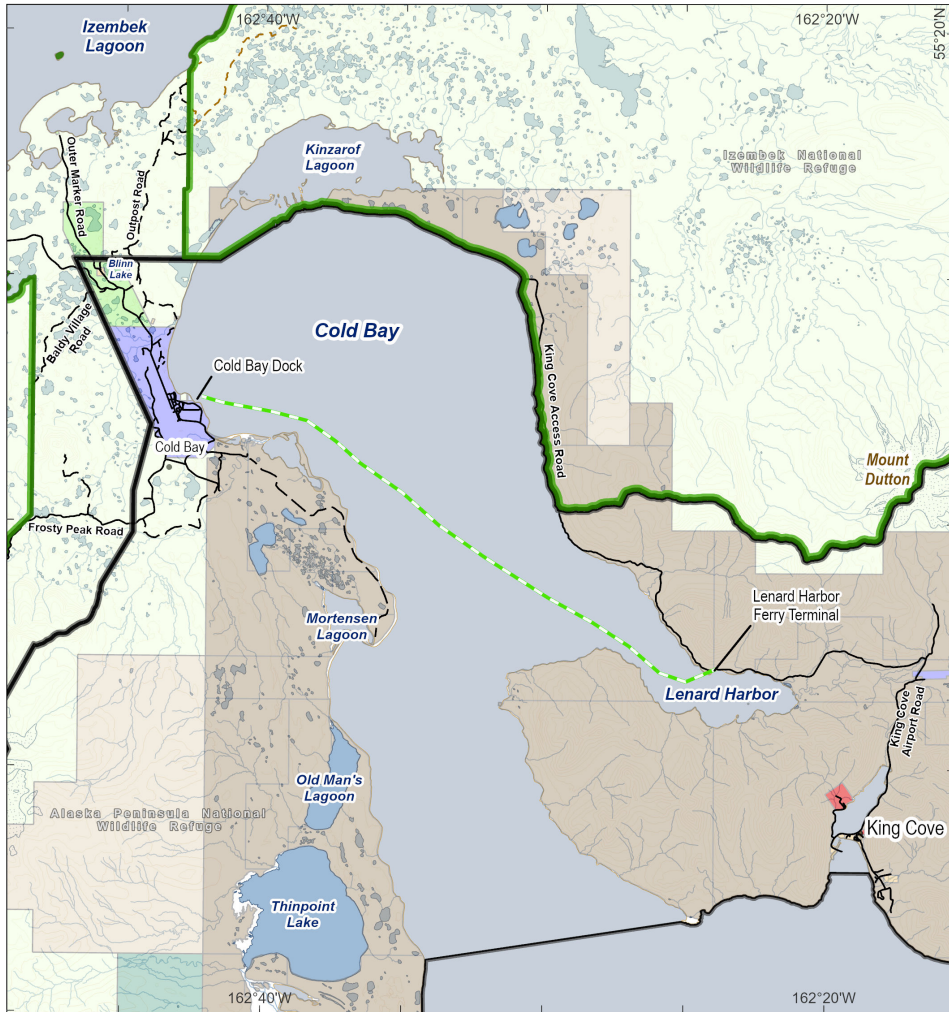 162°40'W
162°20'W
55°20'N
Izembek
Lagoon
Kinzarof
Lagoon
Izembek National
Wildlife Refuge
Outer Marker Road
Outpost Road
Blinn
Lake
Baldy Village
Road
Cold Bay
Cold Bay Dock
King Cove Access Road
Cold Bay
Mount
Dutton
Frosty Peak Road
Lenard Harbor
Ferry Terminal
Mortensen
Lagoon
Lenard Harbor
King Cove
Airport Road
Old Man's
Lagoon
Alaska Peninsula National
Wildlife Refuge
King Cove
Thinpoint
Lake
162°40'W
162°20'W